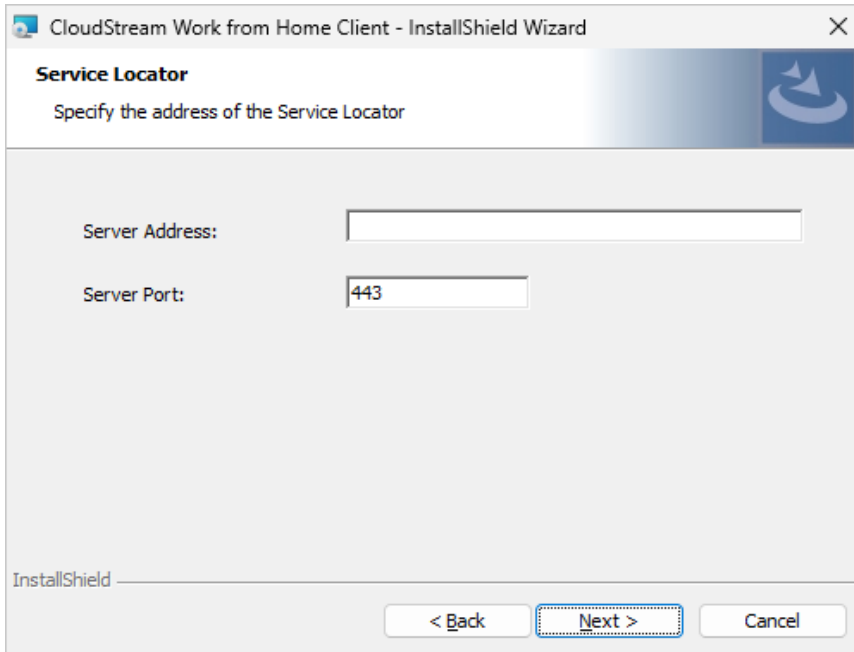 CloudStream Work from Home Client - InstallShield Wizard
Service Locator
Specify the address of the Service Locator
Server Address:
Server Port:
443
InstallShield
< Back
Next >
Cancel